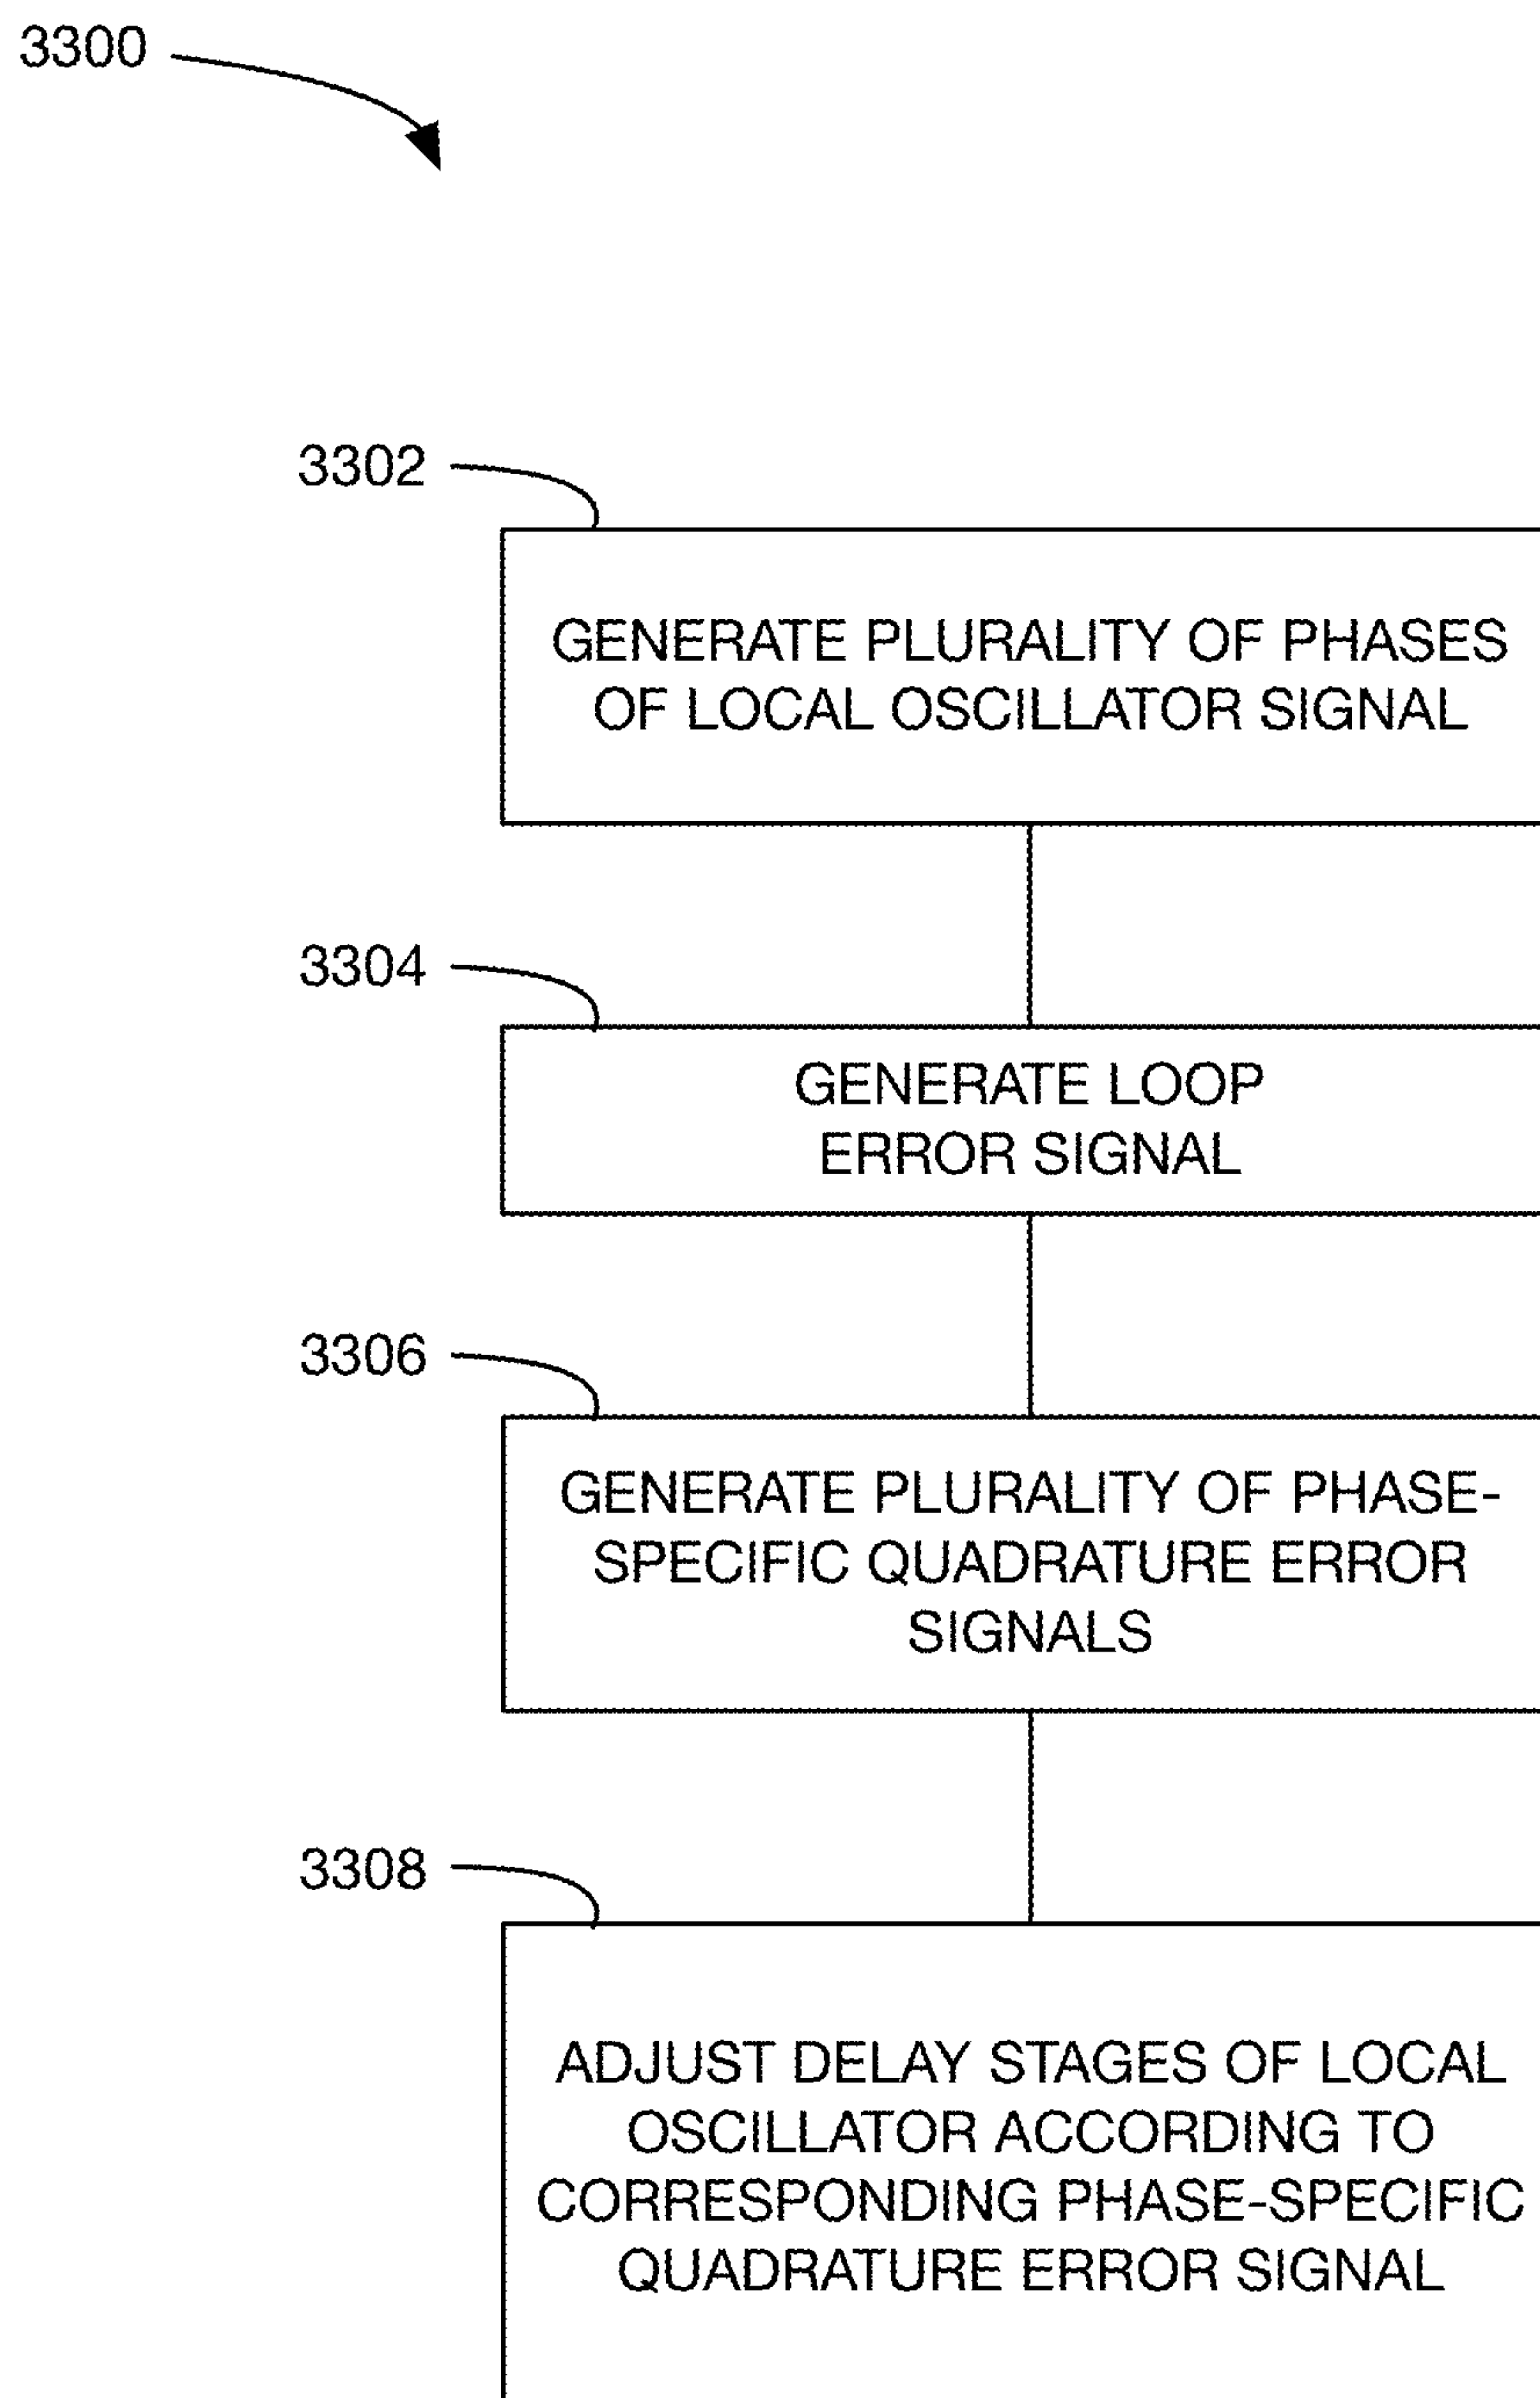 3300
3302
GENERATE PLURALITY OF PHASES
OF LOCAL OSCILLATOR SIGNAL
3304
GENERATE LOOP
ERROR SIGNAL
3306
GENERATE PLURALITY OF PHASE-
SPECIFIC QUADRATURE ERROR
SIGNALS
3308
ADJUST DELAY STAGES OF LOCAL
OSCILLATOR ACCORDING TO
CORRESPONDING PHASE-SPECIFIC
QUADRATURE ERROR SIGNAL